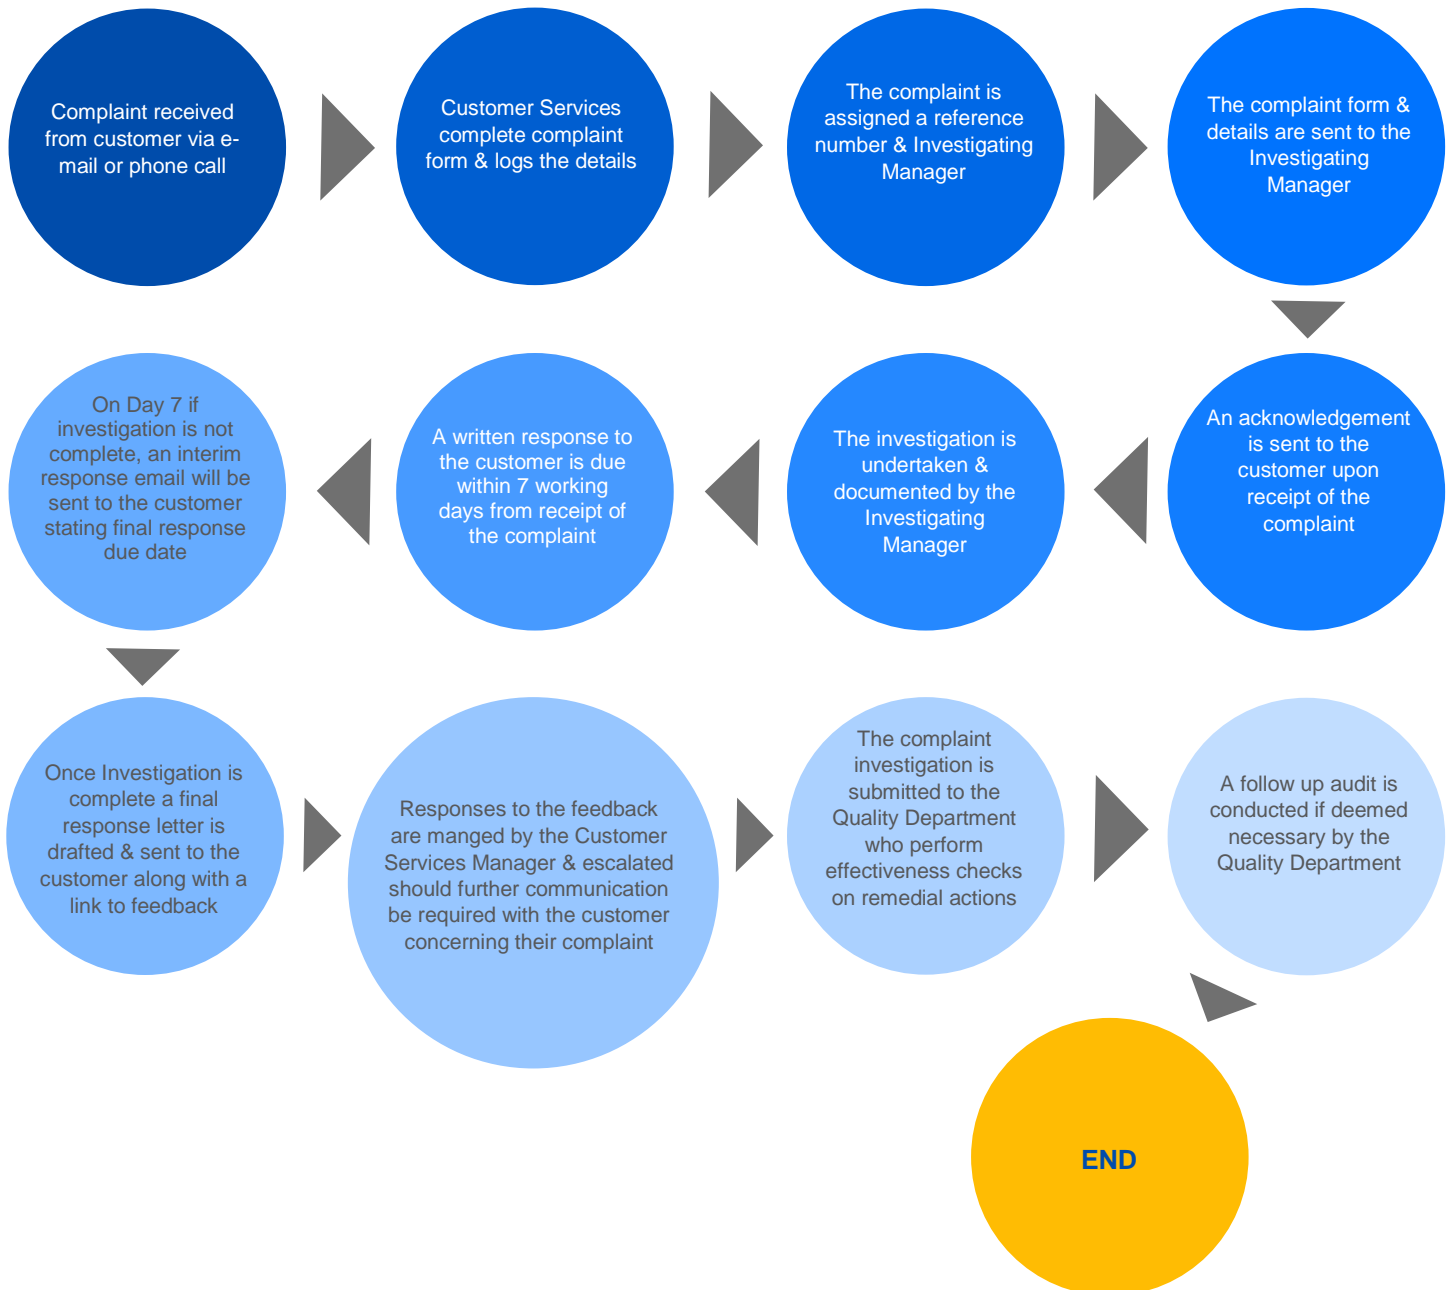 Complaint received
from customer via e-
mail or phone call
Customer Services
complete complaint
form & logs the details
The complaint is
assigned a reference
number & Investigating
Manager
The complaint form &
details are sent to the
Investigating
Manager
An acknowledgement
is sent to the
customer upon
receipt of the
complaint
The investigation is
undertaken &
documented by the
Investigating
Manager
A written response to
the customer is due
within 7 working
days from receipt of
the complaint
On Day 7 if
investigation is not
complete, an interim
response email will be
sent to the customer
stating final response
due date
Once Investigation is
complete a final
response letter is
drafted & sent to the
customer along with a
link to feedback
Responses to the feedback
are manged by the Customer
Services Manager & escalated
should further communication
be required with the customer
concerning their complaint
The complaint
investigation is
submitted to the
Quality Department
who perform
effectiveness checks
on remedial actions
A follow up audit is
conducted if deemed
necessary by the
Quality Department
END